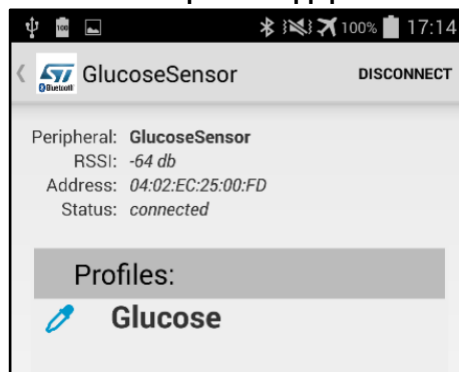 100 100% 17:14
GlucoseSensor DISCONNECT
Peripheral: GlucoseSensor
RSSI: -64 db
Address: 04:02:EC:25:00:FD
Status: connected
Profiles:
Glucose